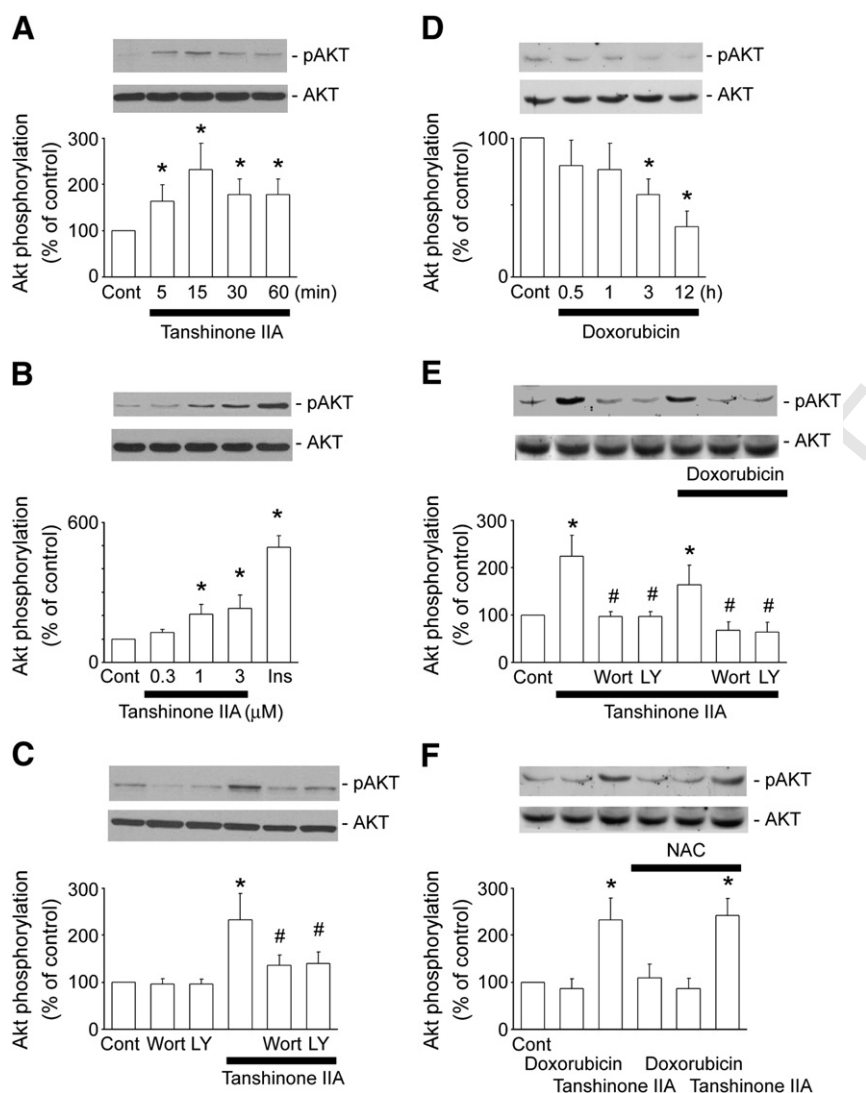 A
- pAKT
- AKT
Akt phosphorylation
(% of control)
300
200
100
0
* * * *
Cont 5 15 30 60 (min)
Tanshinone IIA
B
- pAKT
- AKT
Akt phosphorylation
(% of control)
600
100
0
* * *
Cont 0.3 1 3 Ins
Tanshinone IIA (μM)
C
- pAKT
- AKT
Akt phosphorylation
(% of control)
300
200
100
0
* # #
Cont Wort LY Wort LY
Tanshinone IIA
D
- pAKT
- AKT
Akt phosphorylation
(% of control)
100
50
0
* *
Cont 0.5 1 3 12 (h)
Doxorubicin
E
- pAKT
- AKT
Doxorubicin
Akt phosphorylation
(% of control)
300
200
100
0
* # # * # #
Cont Wort LY Wort LY
Tanshinone IIA
F
- pAKT
- AKT
NAC
Akt phosphorylation
(% of control)
300
200
100
0
* *
Cont
Doxorubicin Doxorubicin
Tanshinone IIA Tanshinone IIA